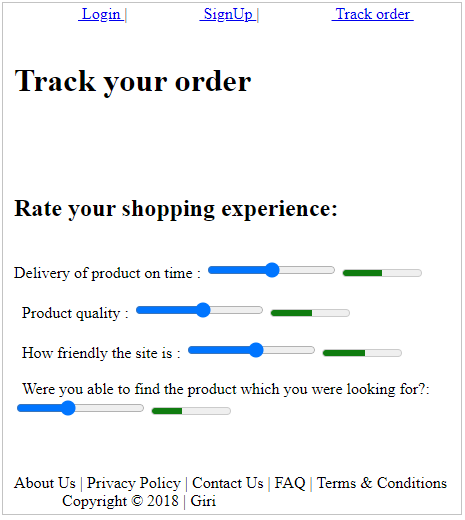 Login | SignUp | Track order
Track your order
Rate your shopping experience:
Delivery of product on time :
Product quality :
How friendly the site is :
Were you able to find the product which you were looking for?:
About Us | Privacy Policy | Contact Us | FAQ | Terms & Conditions
Copyright © 2018 | Giri